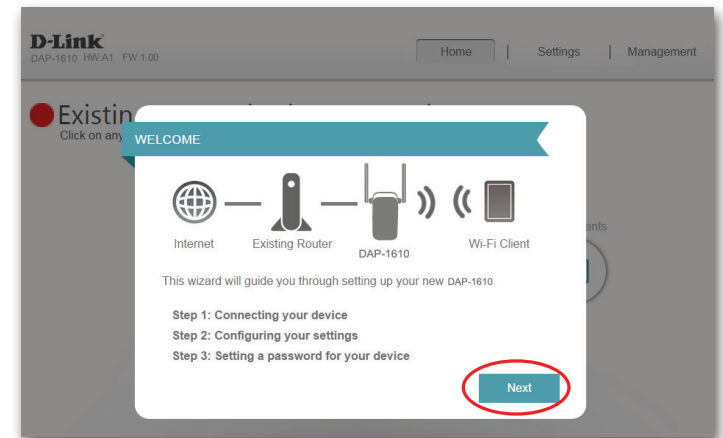 D-Link
DAP-1610 HW:A1 FW:1.00
Home | Settings | Management
Existin
Click on any
WELCOME
Internet
Existing Router
DAP-1610
Wi-Fi Client
ents
This wizard will guide you through setting up your new DAP-1610
Step 1: Connecting your device
Step 2: Configuring your settings
Step 3: Setting a password for your device
Next